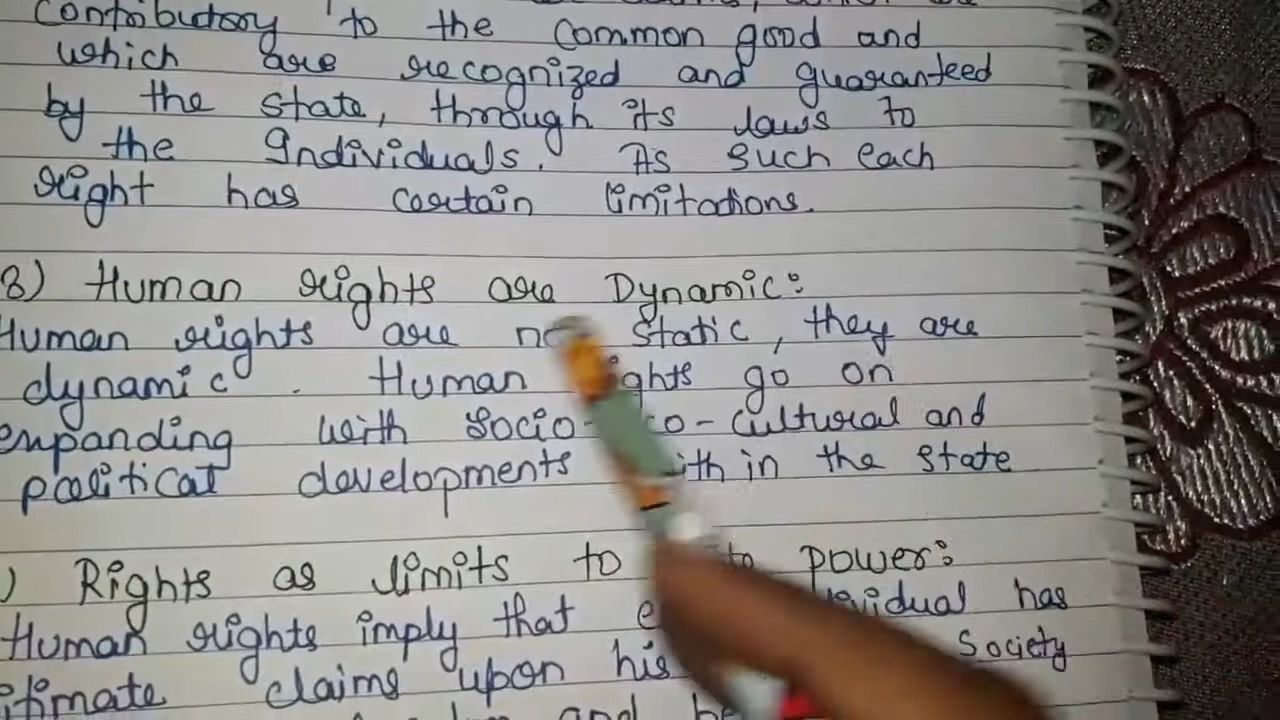 contributory to the common good and
which are recognized and guaranteed
by the state, through its laws to
the Individuals. As such each
right has certain limitations.
8) Human rights are Dynamic:
Human rights are static, they are
dynamic. Human go on
expanding with socio- cultural and
political developments in the state
) Rights as limits to power:
Human rights imply that has
claims upon his Society
and